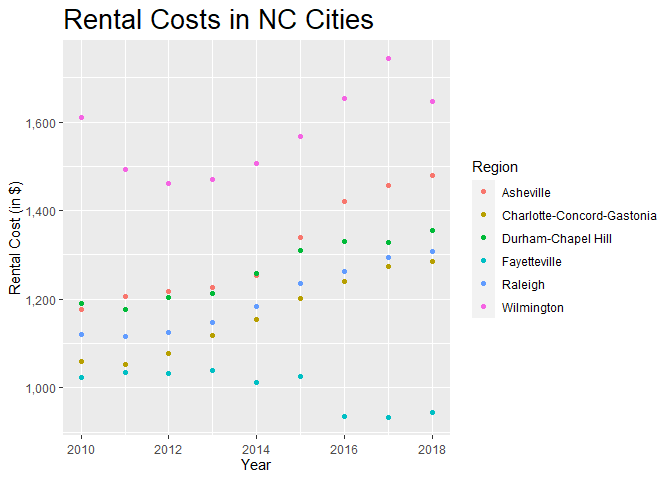 Rental Costs in NC Cities
Rental Cost (in $)
1,600
1,400
1,200
1,000
2010 2012 2014 2016 2018
Year
Region
Asheville
Charlotte-Concord-Gastonia
Durham-Chapel Hill
Fayetteville
Raleigh
Wilmington